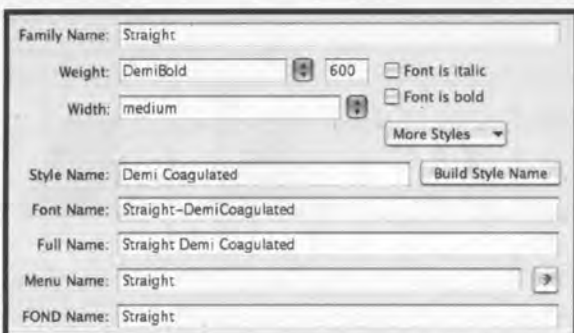 Family Name: Straight
Weight: DemiBold 600 Font is italic
Font is bold
Width: medium
More Styles
Style Name: Demi Coagulated Build Style Name
Font Name: Straight-DemiCoagulated
Full Name: Straight Demi Coagulated
Menu Name: Straight
FOND Name: Straight